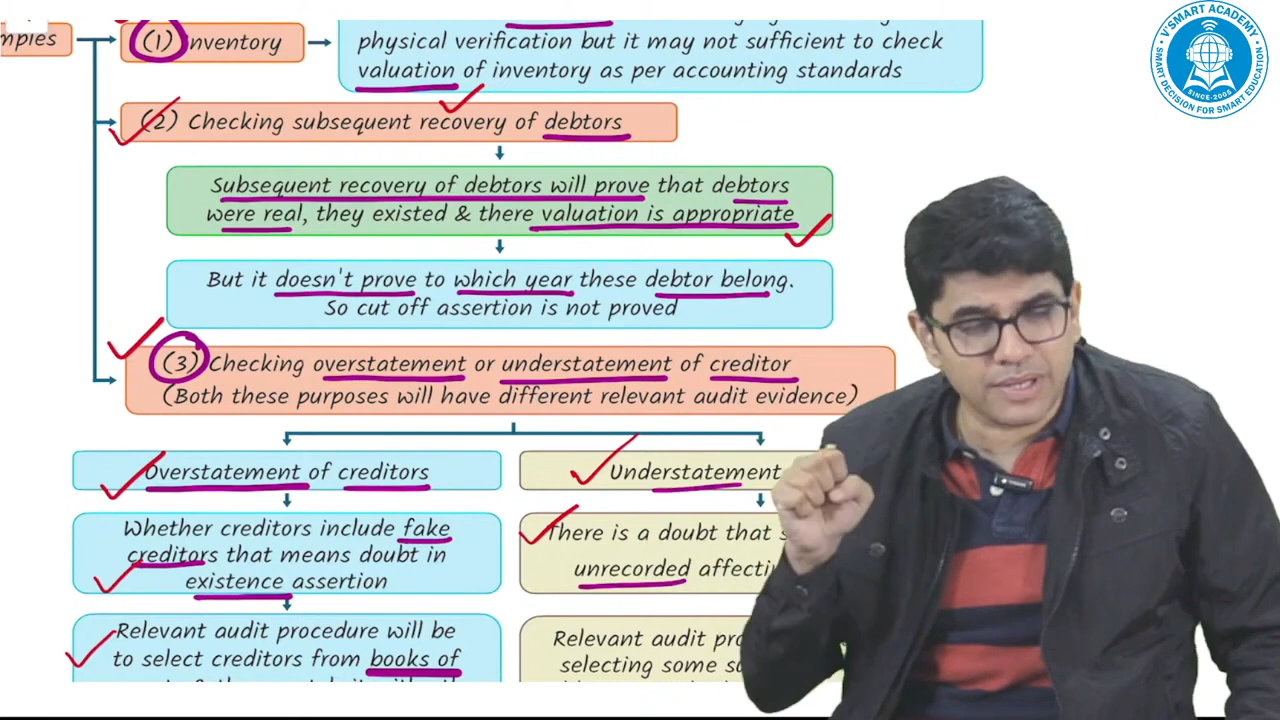 mples
(1) Inventory
physical verification but it may not sufficient to check
valuation of inventory as per accounting standards
(2) Checking subsequent recovery of debtors
Subsequent recovery of debtors will prove that debtors
were real, they existed & there valuation is appropriate
But it doesn't prove to which year these debtor belong.
So cut off assertion is not proved
(3) Checking overstatement or understatement of creditor
(Both these purposes will have different relevant audit evidence)
Overstatement of creditors
Whether creditors include fake
creditors that means doubt in
existence assertion
Relevant audit procedure will be
to select creditors from books of
Understatement
There is a doubt that
unrecorded
Relevant audit
selecting some
V'SMART ACADEMY
SMART DECISION FOR SMART EDUCATION
SINCE-2005